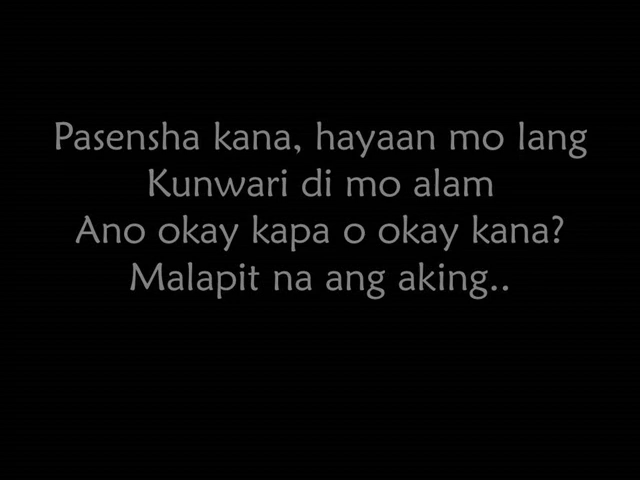 Pasensha kana, hayaan mo lang
Kunwari di mo alam
Ano okay kapa o okay kana?
Malapit na ang aking..